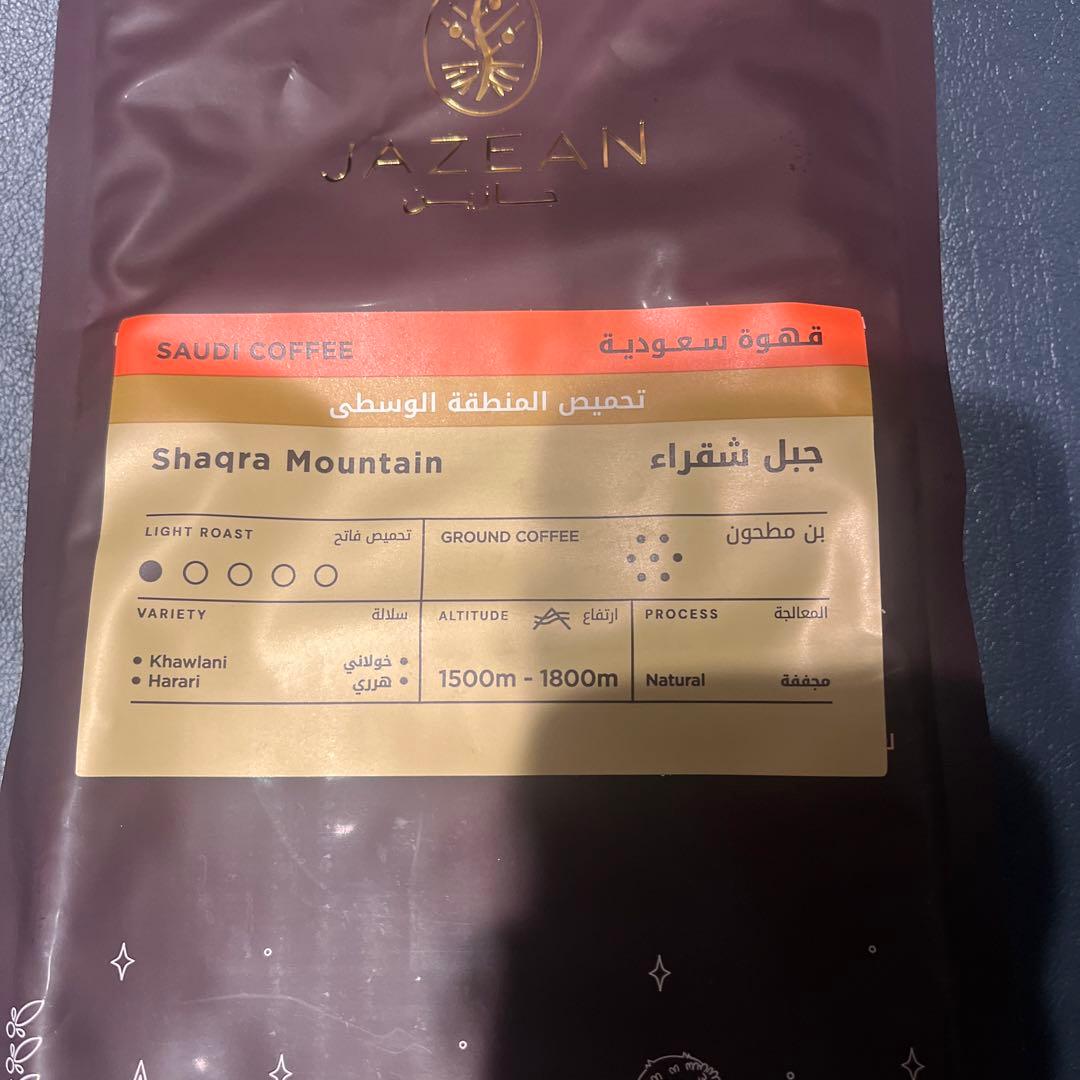 JAZEAN
جازين
SAUDI COFFEE قهوة سعودية
تحميص المنطقة الوسطى
Shaqra Mountain جبل شقراء
LIGHT ROAST تحميص فاتح
GROUND COFFEE بن مطحون
VARIETY سلالة
• Khawlani خولاني •
• Harari هرري •
ALTITUDE ارتفاع
1500m - 1800m
PROCESS المعالجة
Natural مجففة